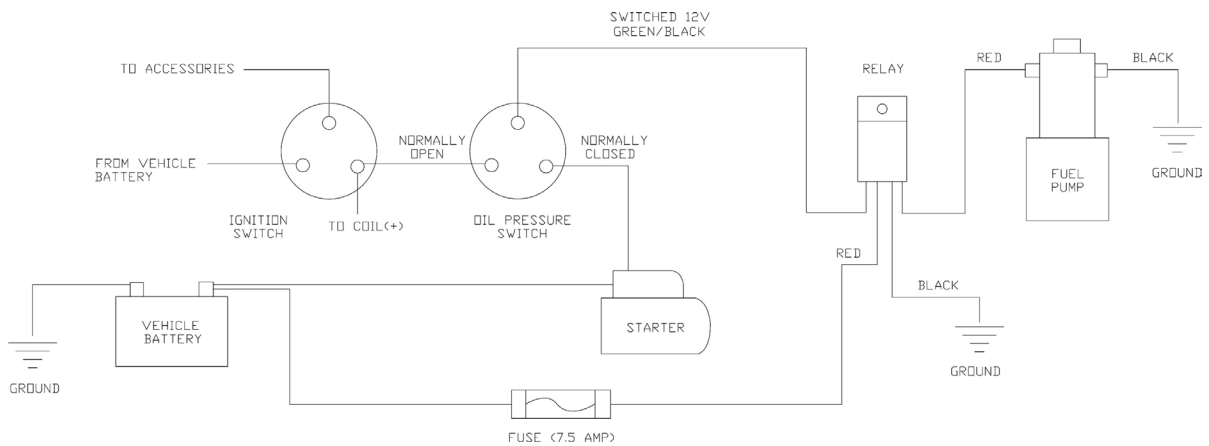 SWITCHED 12V
GREEN/BLACK
TO ACCESSORIES
RELAY
RED
BLACK
NORMALLY
OPEN
NORMALLY
CLOSED
FROM VEHICLE
BATTERY
FUEL
PUMP
GROUND
IGNITION
SWITCH
TO COIL(+)
OIL PRESSURE
SWITCH
RED
BLACK
VEHICLE
BATTERY
STARTER
GROUND
GROUND
FUSE (7.5 AMP)